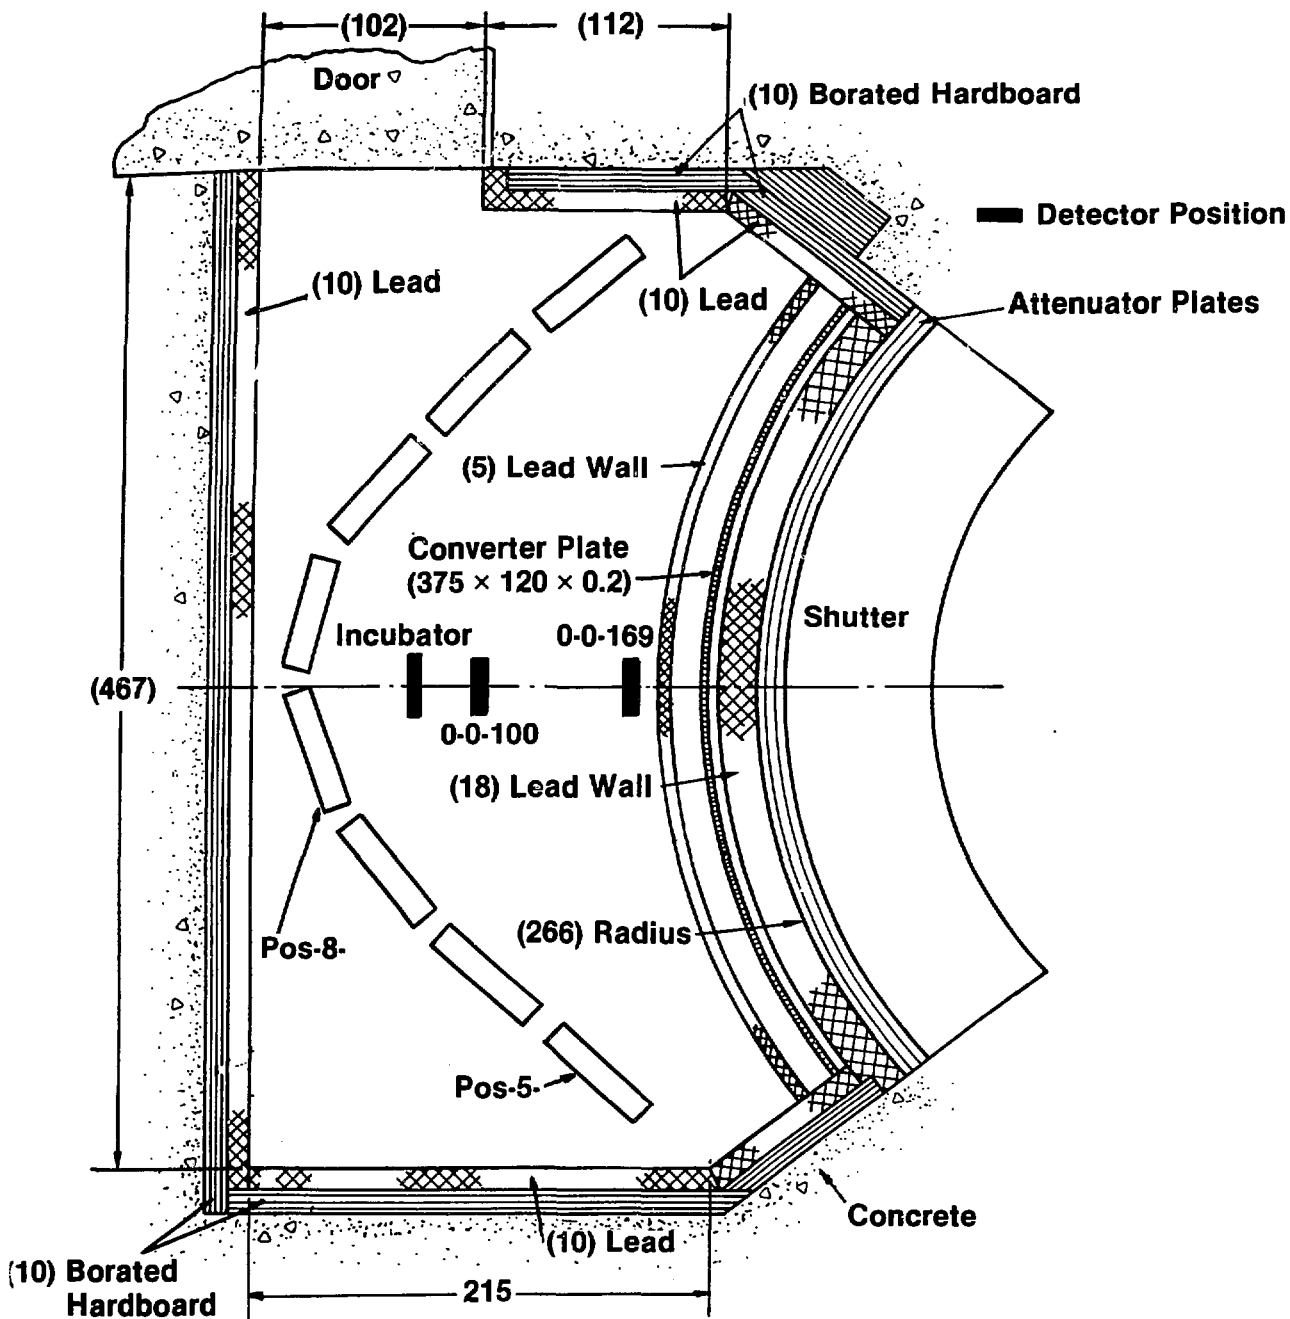 (102)
(112)
Door
(10) Borated Hardboard
Detector Position
(10) Lead
(10) Lead
Attenuator Plates
(5) Lead Wall
Converter Plate
(375 × 120 × 0.2)
Shutter
Incubator
0-0-169
(467)
0-0-100
(18) Lead Wall
(266) Radius
Pos-8-
Pos-5-
Concrete
(10) Lead
(10) Borated
Hardboard
215